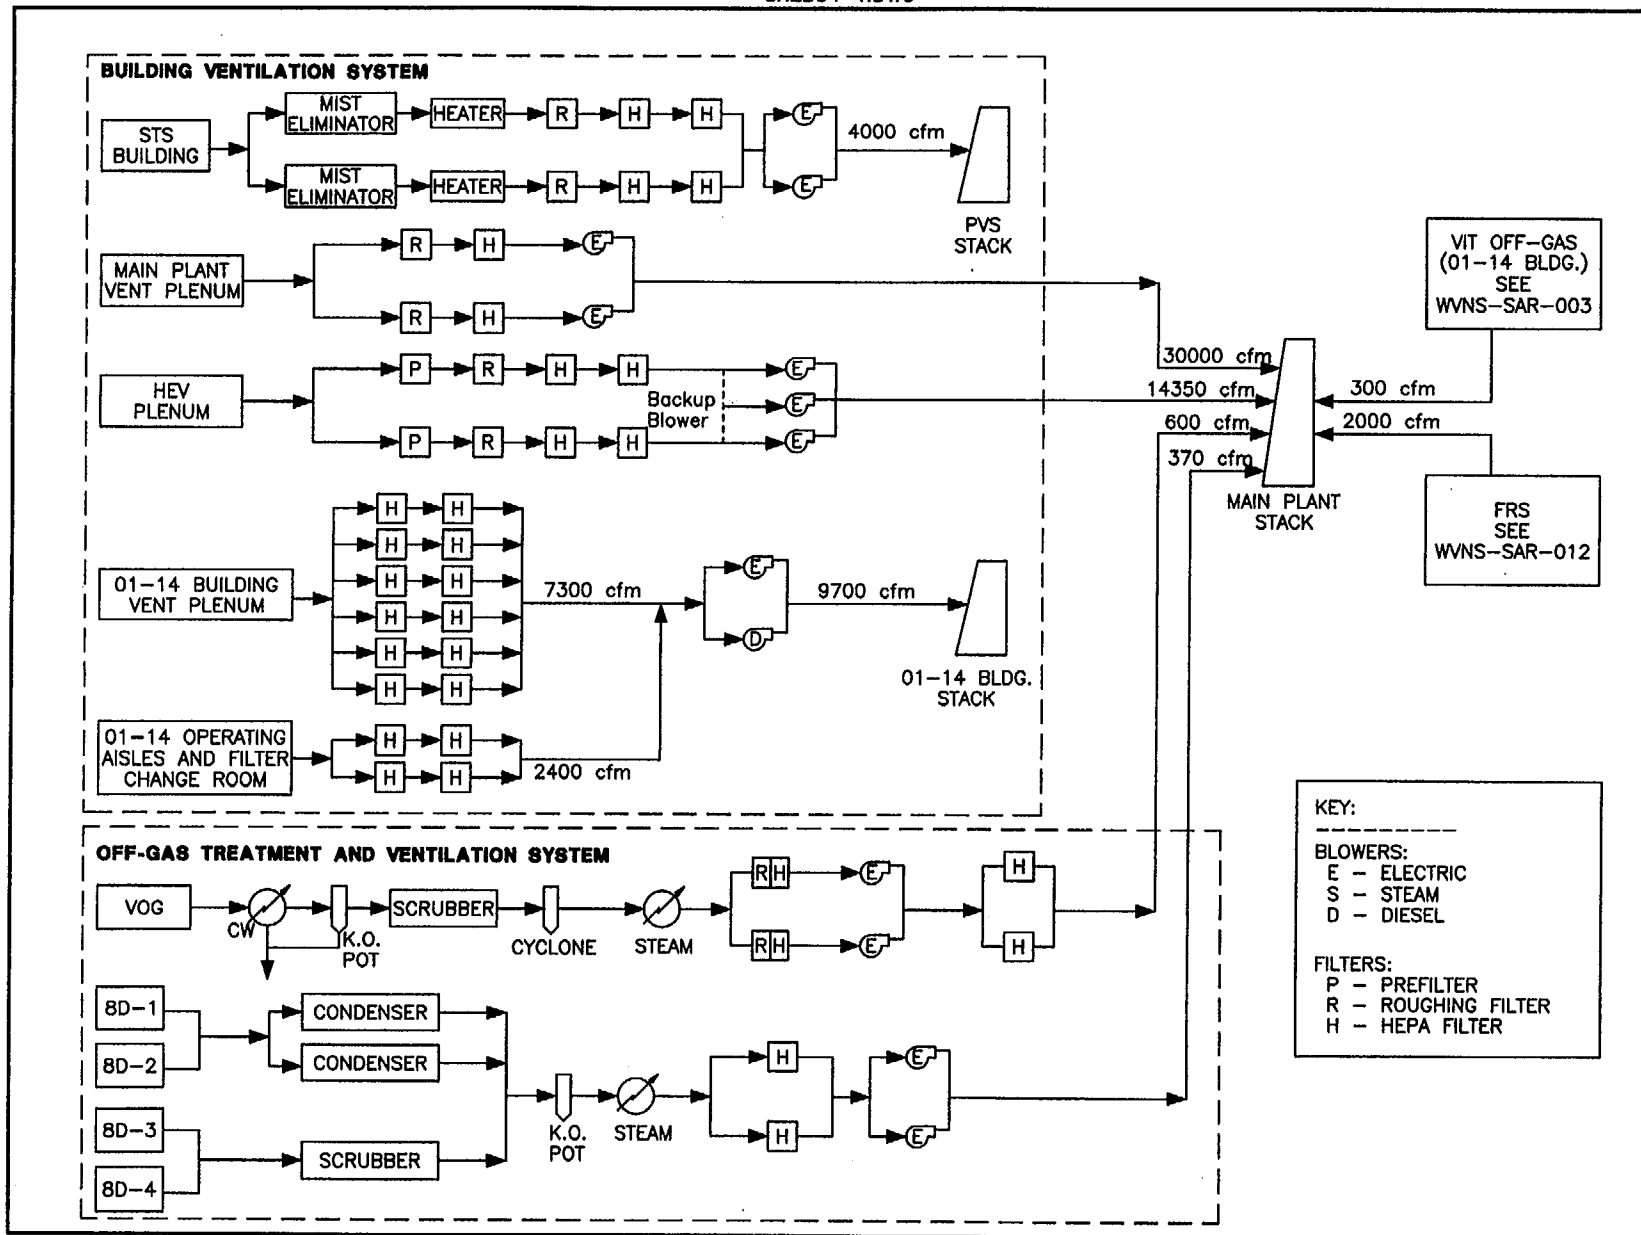 BUILDING VENTILATION SYSTEM
STS
BUILDING
MIST
ELIMINATOR
HEATER
R
H
H
E
MIST
ELIMINATOR
HEATER
R
H
H
E
4000 cfm
PVS
STACK
MAIN PLANT
VENT PLENUM
R
H
E
R
H
E
HEV
PLENUM
P
R
H
H
E
Backup
Blower
E
P
R
H
H
E
30000 cfm
14350 cfm
600 cfm
370 cfm
MAIN PLANT
STACK
VIT OFF-GAS
(01-14 BLDG.)
SEE
WVNS-SAR-003
300 cfm
2000 cfm
FRS
SEE
WVNS-SAR-012
01-14 BUILDING
VENT PLENUM
H
H
H
H
H
H
H
H
H
H
H
H
7300 cfm
E
D
9700 cfm
01-14 BLDG.
STACK
01-14 OPERATING
AISLES AND FILTER
CHANGE ROOM
H
H
H
H
2400 cfm
KEY:
BLOWERS:
E - ELECTRIC
S - STEAM
D - DIESEL
FILTERS:
P - PREFILTER
R - ROUGHING FILTER
H - HEPA FILTER
OFF-GAS TREATMENT AND VENTILATION SYSTEM
VOG
CW
K.O.
POT
SCRUBBER
CYCLONE
STEAM
R H
E
R H
E
H
H
8D-1
8D-2
CONDENSER
CONDENSER
8D-3
8D-4
SCRUBBER
K.O.
POT
STEAM
H
H
E
E